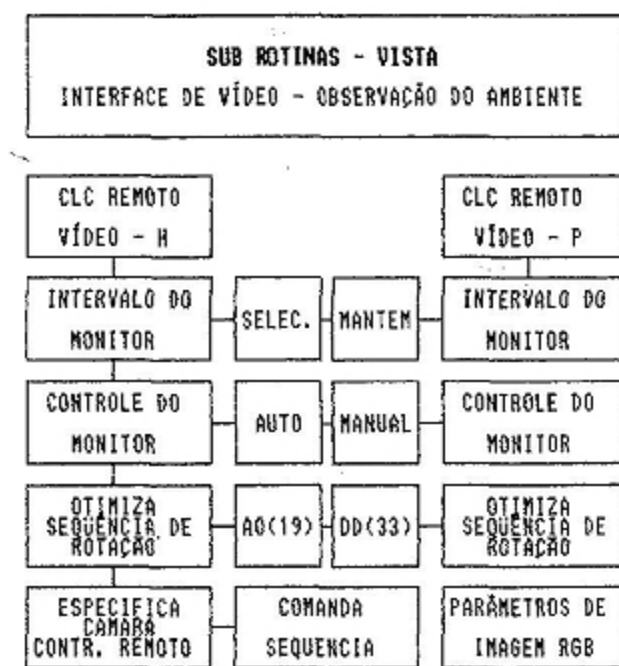 SUB ROTINAS - VISTA
INTERFACE DE VÍDEO - OBSERVAÇÃO DO AMBIENTE
CLC REMOTO
VÍDEO - H
CLC REMOTO
VÍDEO - P
INTERVALO DO
MONITOR
SELEC.
MANTEM
INTERVALO DO
MONITOR
CONTROLE DO
MONITOR
AUTO
MANUAL
CONTROLE DO
MONITOR
OTIMIZA
SEQÜÊNCIA DE
ROTAÇÃO
AO(19)
DD(33)
OTIMIZA
SEQÜÊNCIA DE
ROTAÇÃO
ESPECIFICA
CAMARA
CONTR. REMOTO
COMANDA
SEQUENCIA
PARÂMETROS DE
IMAGEM RGB